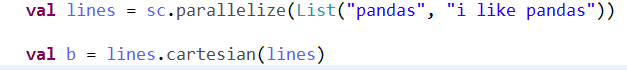 val lines = sc.parallelize(List("pandas", "i like pandas"))
val b = lines.cartesian(lines)